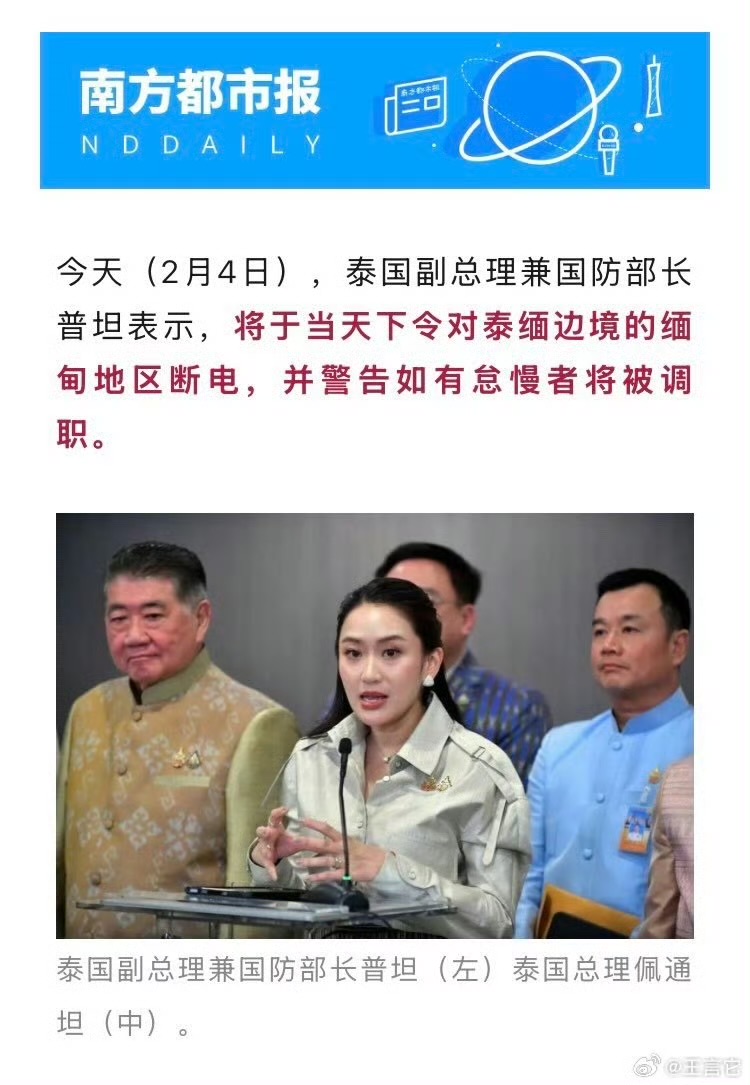 南方都市报
NDDAILY
今天（2月4日），泰国副总理兼国防部长
普坦表示，将于当天下令对泰缅边境的缅
甸地区断电，并警告如有怠慢者将被调
职。
泰国副总理兼国防部长普坦（左）泰国总理佩通
坦（中）。
@王言它